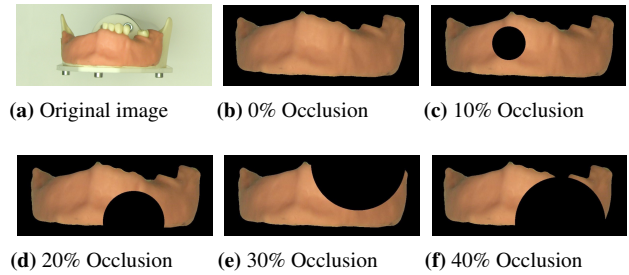 (a) Original image
(b) 0% Occlusion
(c) 10% Occlusion
(d) 20% Occlusion
(e) 30% Occlusion
(f) 40% Occlusion